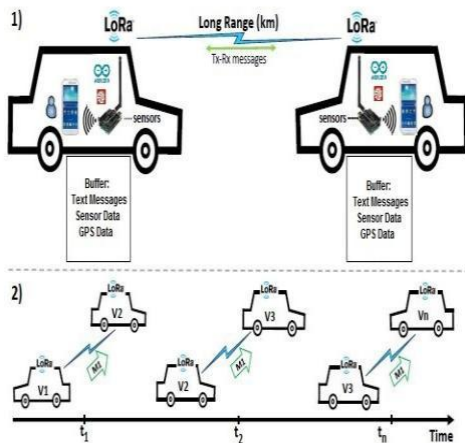 1)
LoRa
Long Range (km)
LoRa
Tx-Rx messages
sensors
sensors
Buffer:
Text Messages
Sensor Data
GPS Data
Buffer:
Text Messages
Sensor Data
GPS Data
2)
LoRa
V2
LoRa
V3
LoRa
Vn
LoRa
V1
M1
LoRa
V2
M1
LoRa
V3
M1
t1
t2
tn
Time